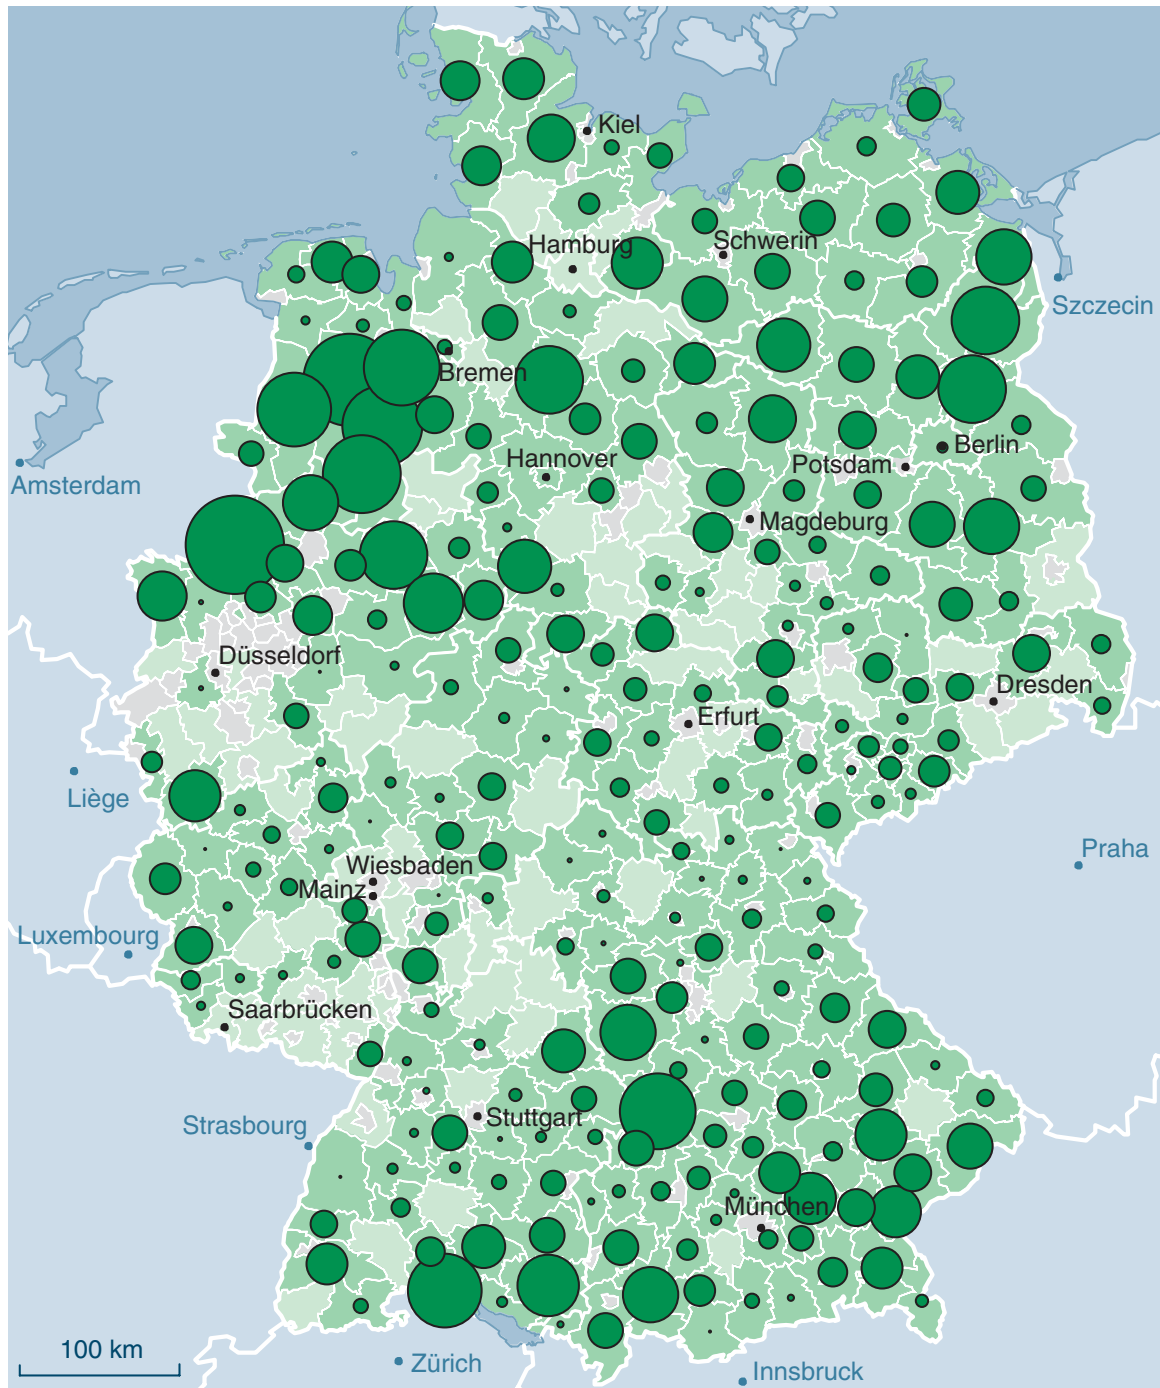 Kiel
Hamburg
Schwerin
Szczecin
Bremen
Berlin
Hannover
Potsdam
Amsterdam
Magdeburg
Düsseldorf
Dresden
Erfurt
Liège
Praha
Wiesbaden
Mainz
Luxembourg
Saarbrücken
Stuttgart
Strasbourg
München
100 km
Zürich
Innsbruck